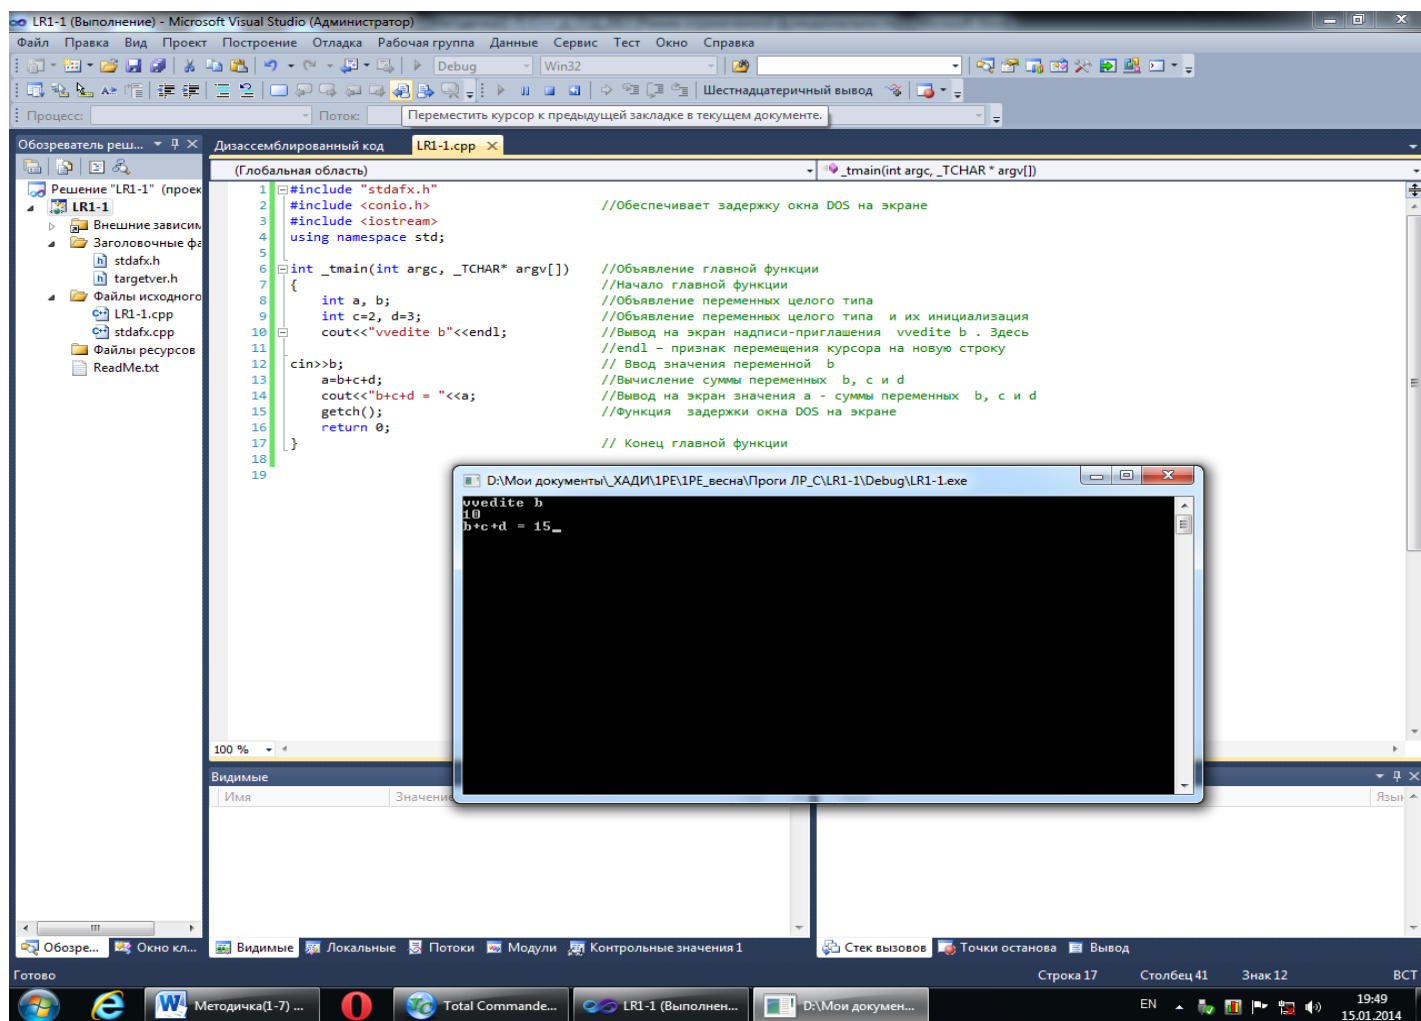 LR1-1 (Выполнение) - Microsoft Visual Studio (Администратор)
Файл Правка Вид Проект Построение Отладка Рабочая группа Данные Сервис Тест Окно Справка
Debug Win32
Шестнадцатеричный вывод
Процесс: Поток: Переместить курсор к предыдущей закладке в текущем документе.
Обозреватель реш... Дизассемблированный код LR1-1.cpp
(Глобальная область) _tmain(int argc, _TCHAR * argv[])
Решение "LR1-1" (проек
LR1-1
Внешние зависим
Заголовочные фа
stdafx.h
targetver.h
Файлы исходного
LR1-1.cpp
stdafx.cpp
Файлы ресурсов
ReadMe.txt
1 #include "stdafx.h"
2 #include <conio.h> //Обеспечивает задержку окна DOS на экране
3 #include <iostream>
4 using namespace std;
5
6 int _tmain(int argc, _TCHAR* argv[]) //Объявление главной функции
7 { //Начало главной функции
8 int a, b; //Объявление переменных целого типа
9 int c=2, d=3; //Объявление переменных целого типа и их инициализация
10 cout<<"vvedite b"<<endl; //Вывод на экран надписи-приглашения vvedite b . Здесь
11 //endl – признак перемещения курсора на новую строку
12 cin>>b; // Ввод значения переменной b
13 a=b+c+d; //Вычисление суммы переменных b, c и d
14 cout<<"b+c+d = "<<a; //Вывод на экран значения a - суммы переменных b, c и d
15 getch(); //Функция задержки окна DOS на экране
16 return 0;
17 } // Конец главной функции
18
19
D:\Мои документы\_ХАДИ\1РЕ\1РЕ_весна\Проги ЛР_С\LR1-1\Debug\LR1-1.exe
vvedite b
10
b+c+d = 15_
100 %
Видимые
Имя Значение
Язык
Обозре... Окно кл... Видимые Локальные Потоки Модули Контрольные значения 1 Стек вызовов Точки останова Вывод
Готово Строка 17 Столбец 41 Знак 12 ВСТ
Методичка(1-7) ... Total Commande... LR1-1 (Выполнен... D:\Мои докумен... EN 19:49
15.01.2014